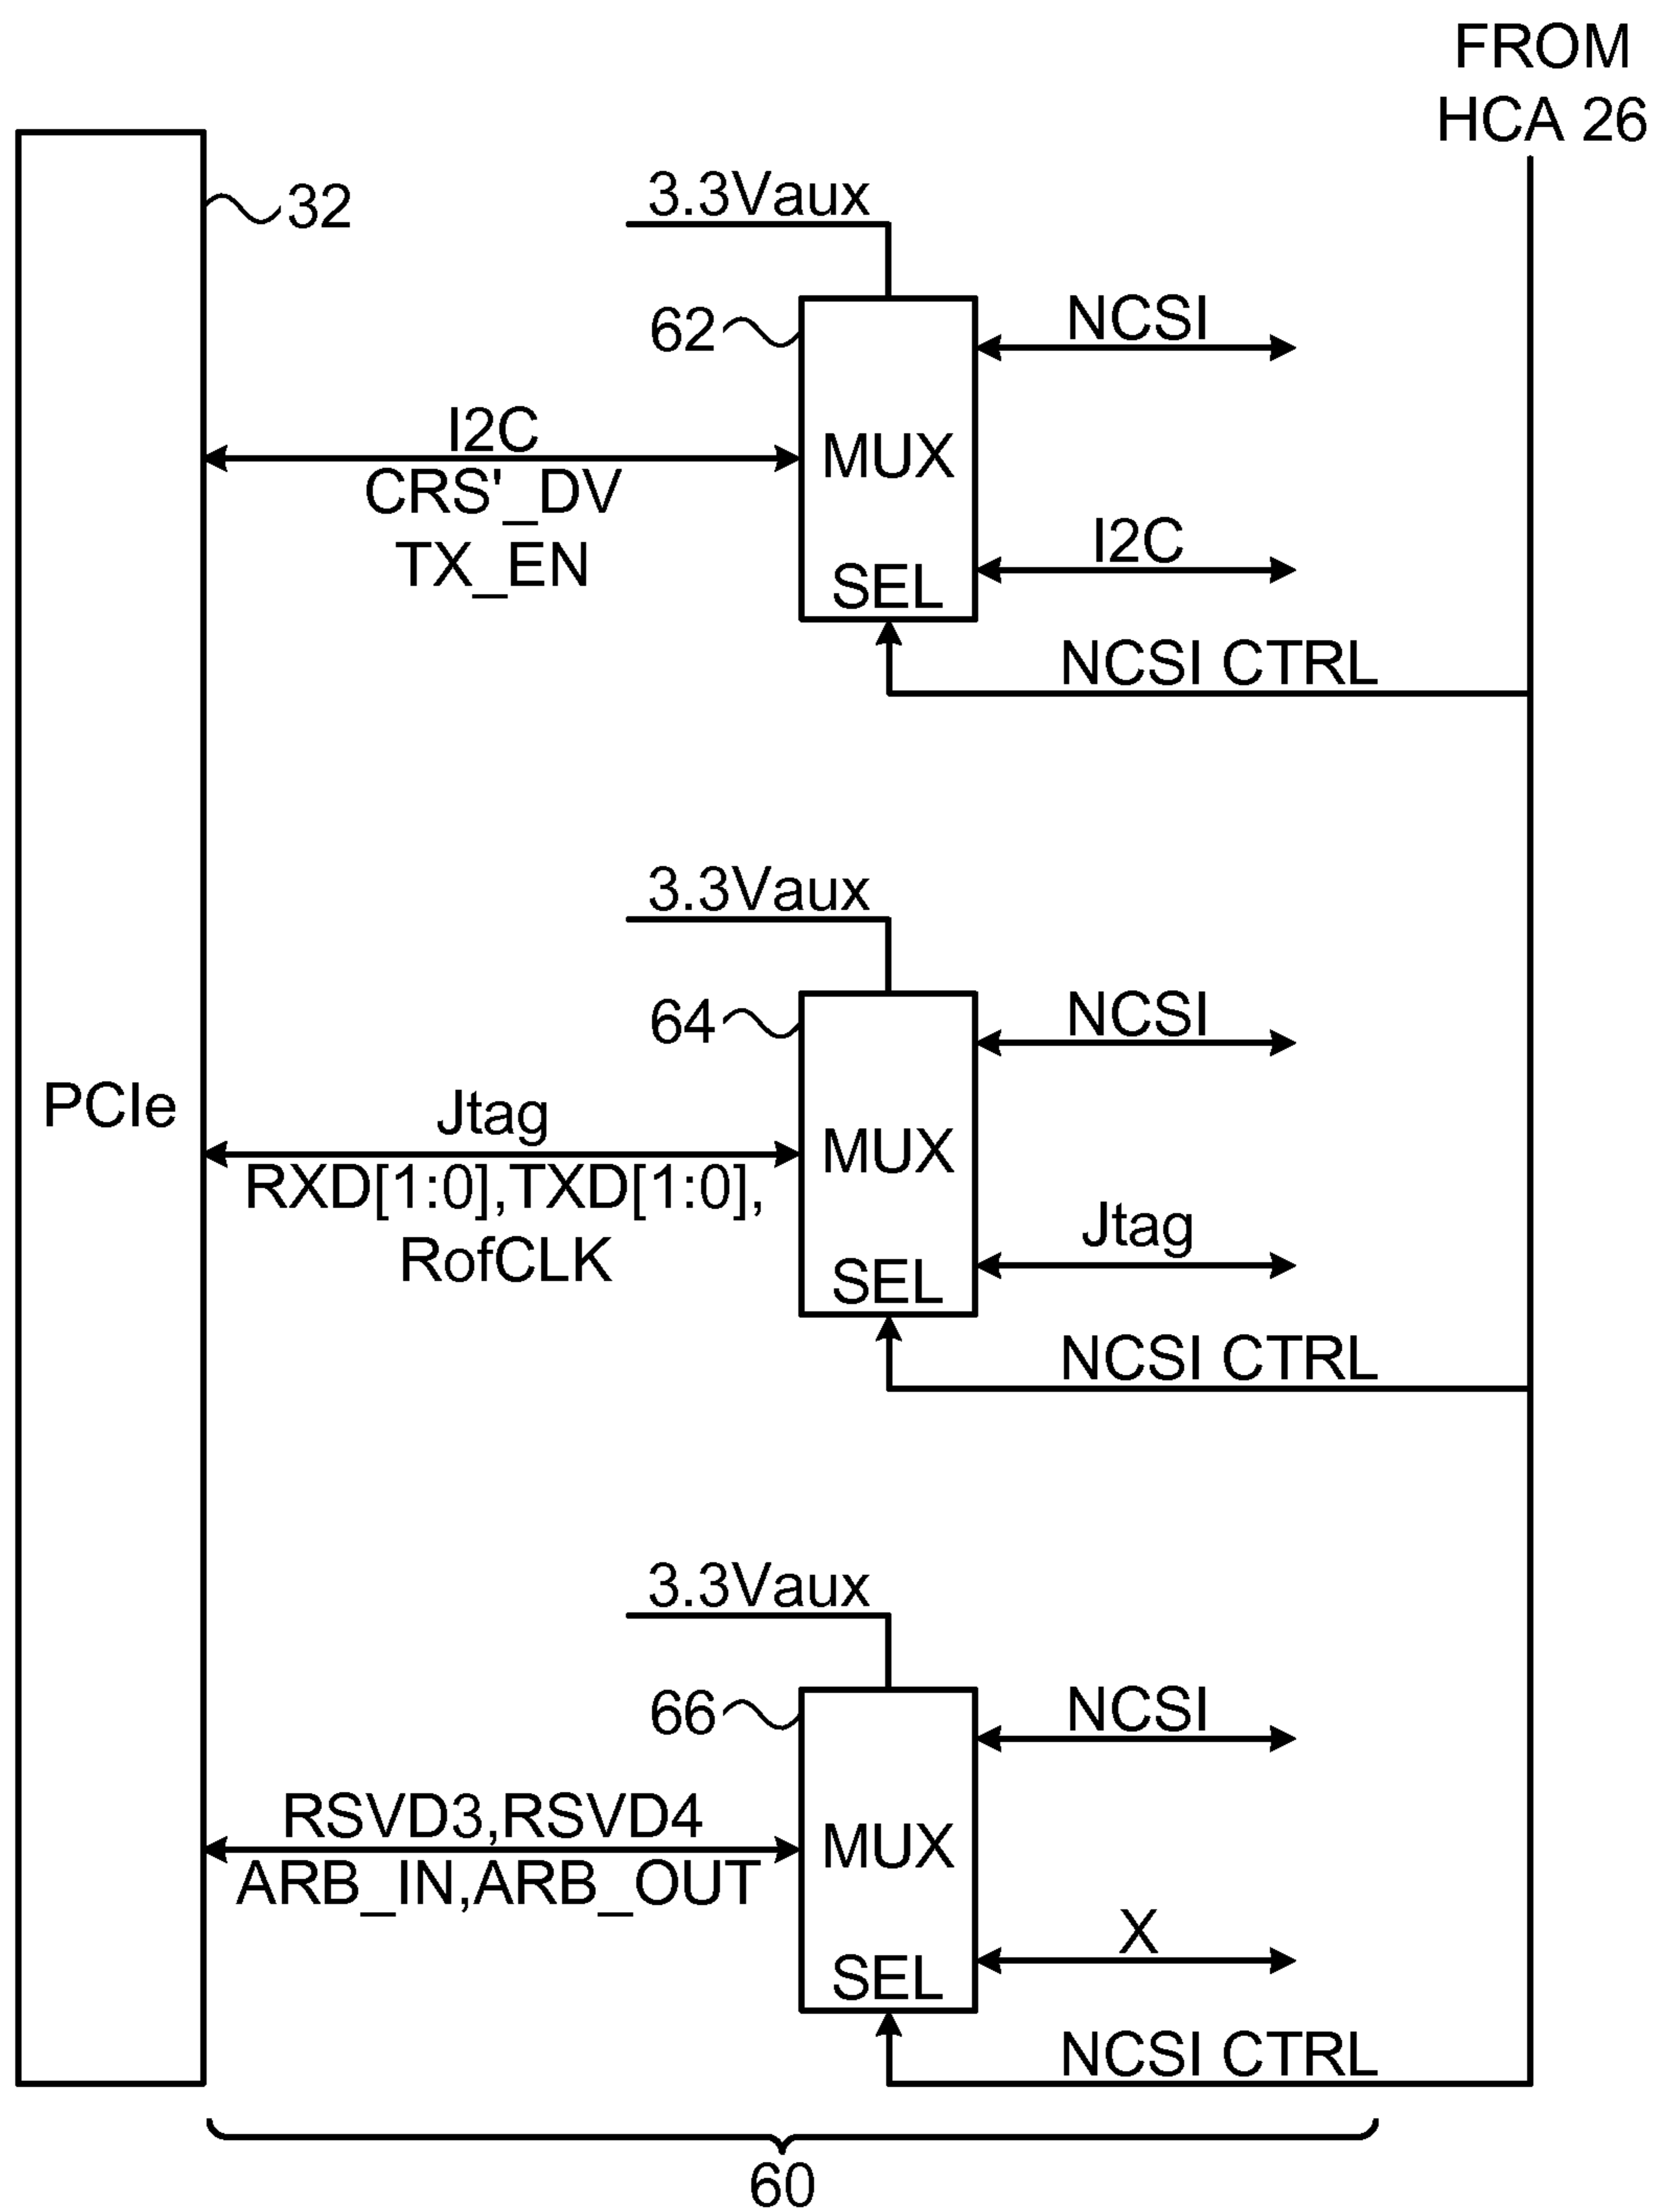 FROM
HCA 26
32
3.3Vaux
62
NCSI
I2C
CRS'_DV
TX_EN
MUX
I2C
SEL
NCSI CTRL
3.3Vaux
64
NCSI
PCIe
Jtag
RXD[1:0],TXD[1:0],
RofCLK
MUX
Jtag
SEL
NCSI CTRL
3.3Vaux
66
NCSI
RSVD3,RSVD4
ARB_IN,ARB_OUT
MUX
X
SEL
NCSI CTRL
60